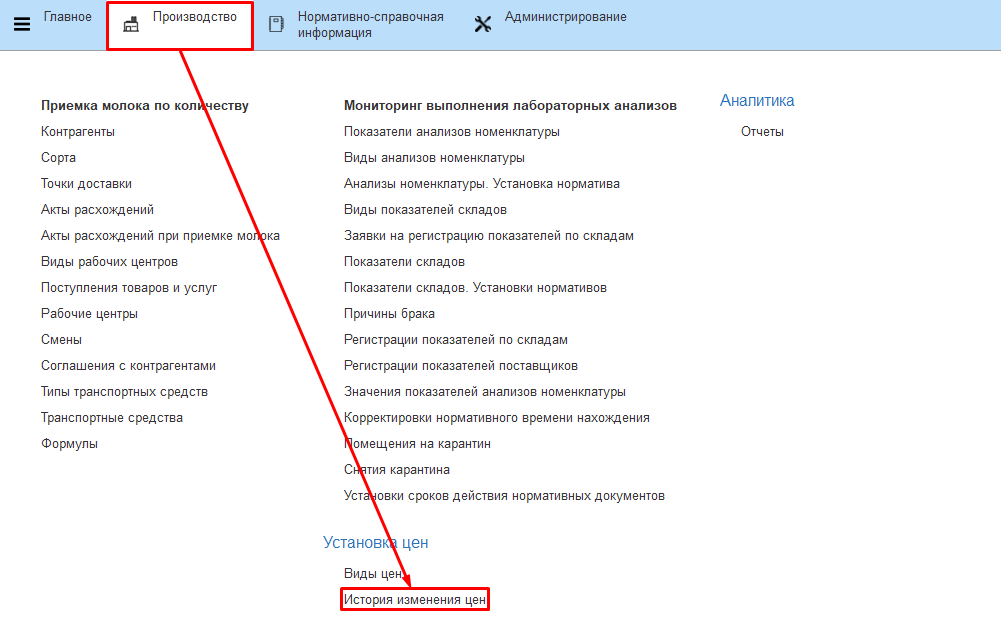 Главное
Производство
Нормативно-справочная
информация
Администрирование
Приемка молока по количеству
Контрагенты
Сорта
Точки доставки
Акты расхождений
Акты расхождений при приемке молока
Виды рабочих центров
Поступления товаров и услуг
Рабочие центры
Смены
Соглашения с контрагентами
Типы транспортных средств
Транспортные средства
Формулы
Мониторинг выполнения лабораторных анализов
Показатели анализов номенклатуры
Виды анализов номенклатуры
Анализы номенклатуры. Установка норматива
Виды показателей складов
Заявки на регистрацию показателей по складам
Показатели складов
Показатели складов. Установки нормативов
Причины брака
Регистрации показателей по складам
Регистрации показателей поставщиков
Значения показателей анализов номенклатуры
Корректировки нормативного времени нахождения
Помещения на карантин
Снятия карантина
Установки сроков действия нормативных документов
Установка цен
Виды цен
История изменения цен
Аналитика
Отчеты